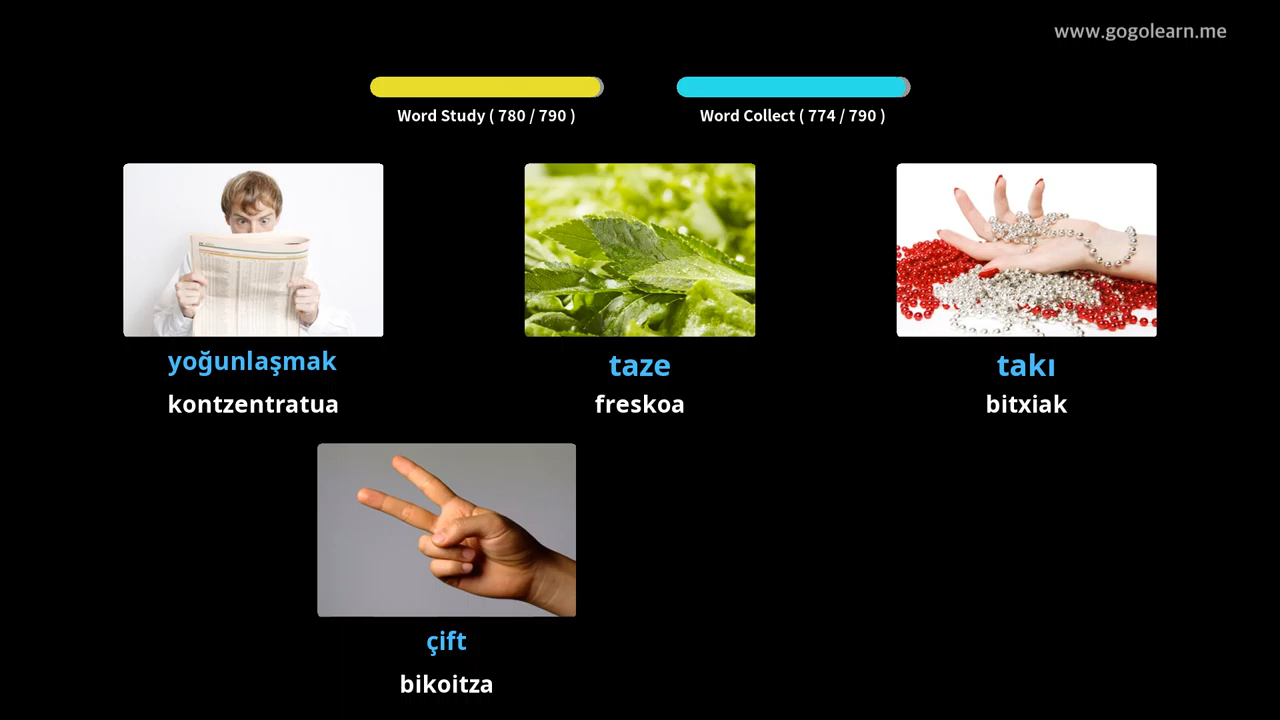 www.gogolearn.me
Word Study ( 780 / 790 )
Word Collect ( 774 / 790 )
yoğunlaşmak
taze
takı
kontzentratua
freskoa
bitxiak
çift
bikoitza